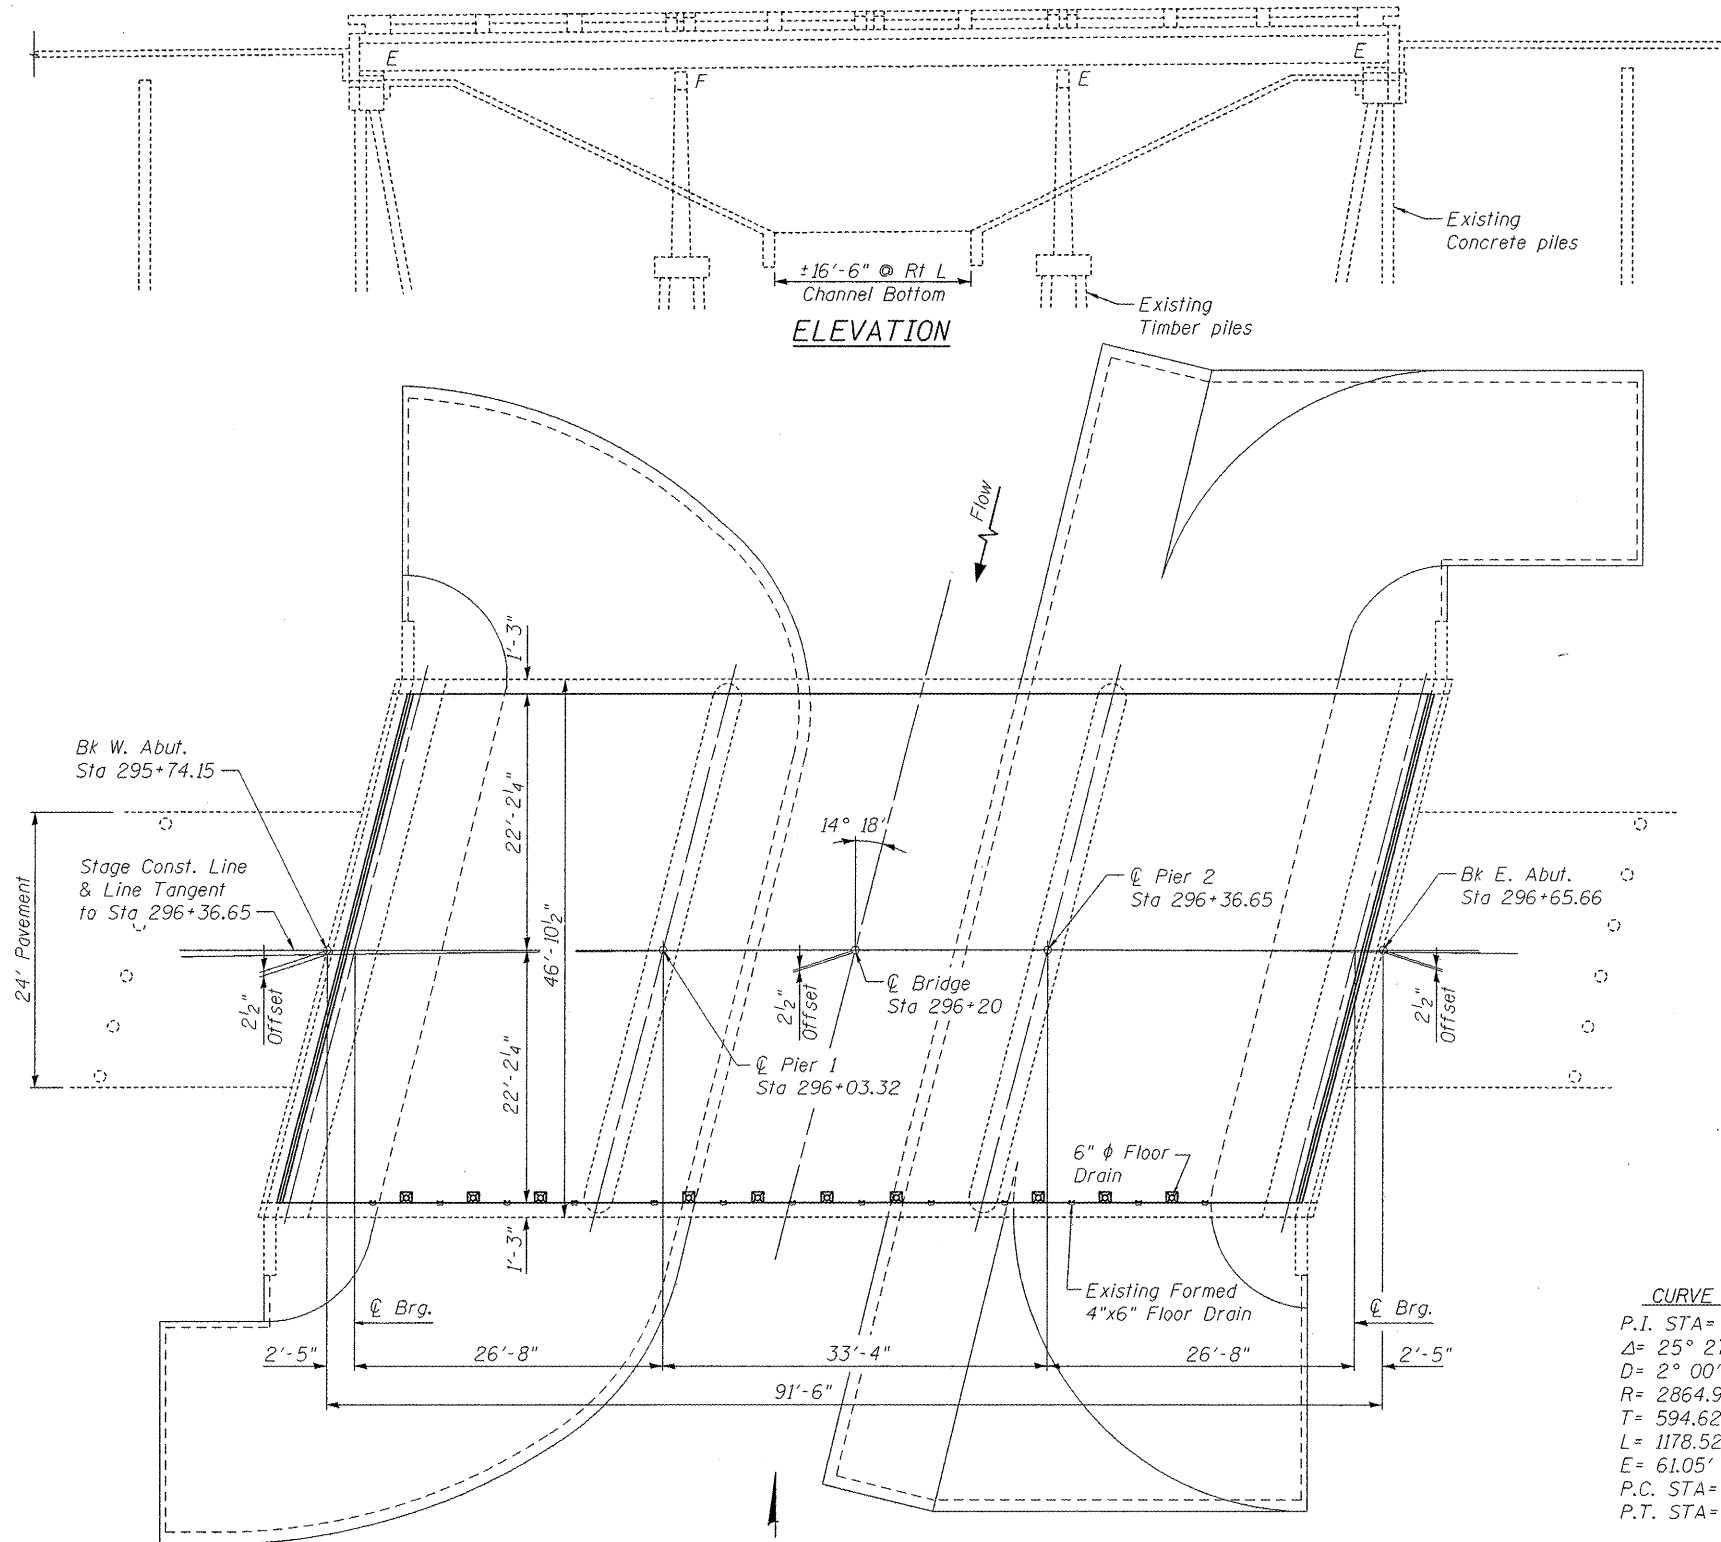 E
E
F
E
Existing
Concrete piles
±16'-6" @ Rt L
Channel Bottom
Existing
Timber piles
ELEVATION
Flow
1'-3"
Bk W. Abut.
Sta 295+74.15
22'-2¼"
14° 18'
Stage Const. Line
& Line Tangent
to Sta 296+36.65
24' Pavement
46'-10½"
℄ Pier 2
Sta 296+36.65
Bk E. Abut.
Sta 296+65.66
2½"
Offset
2½"
Offset
℄ Bridge
Sta 296+20
2½"
Offset
22'-2¼"
℄ Pier 1
Sta 296+03.32
6" ϕ Floor
Drain
1'-3"
Existing Formed
4"x6" Floor Drain
℄ Brg.
℄ Brg.
2'-5"
26'-8"
33'-4"
26'-8"
2'-5"
91'-6"
CURVE
P.I. STA=
Δ= 25° 27
D= 2° 00'
R= 2864.9
T= 594.62
L= 1178.52
E= 61.05'
P.C. STA=
P.T. STA=